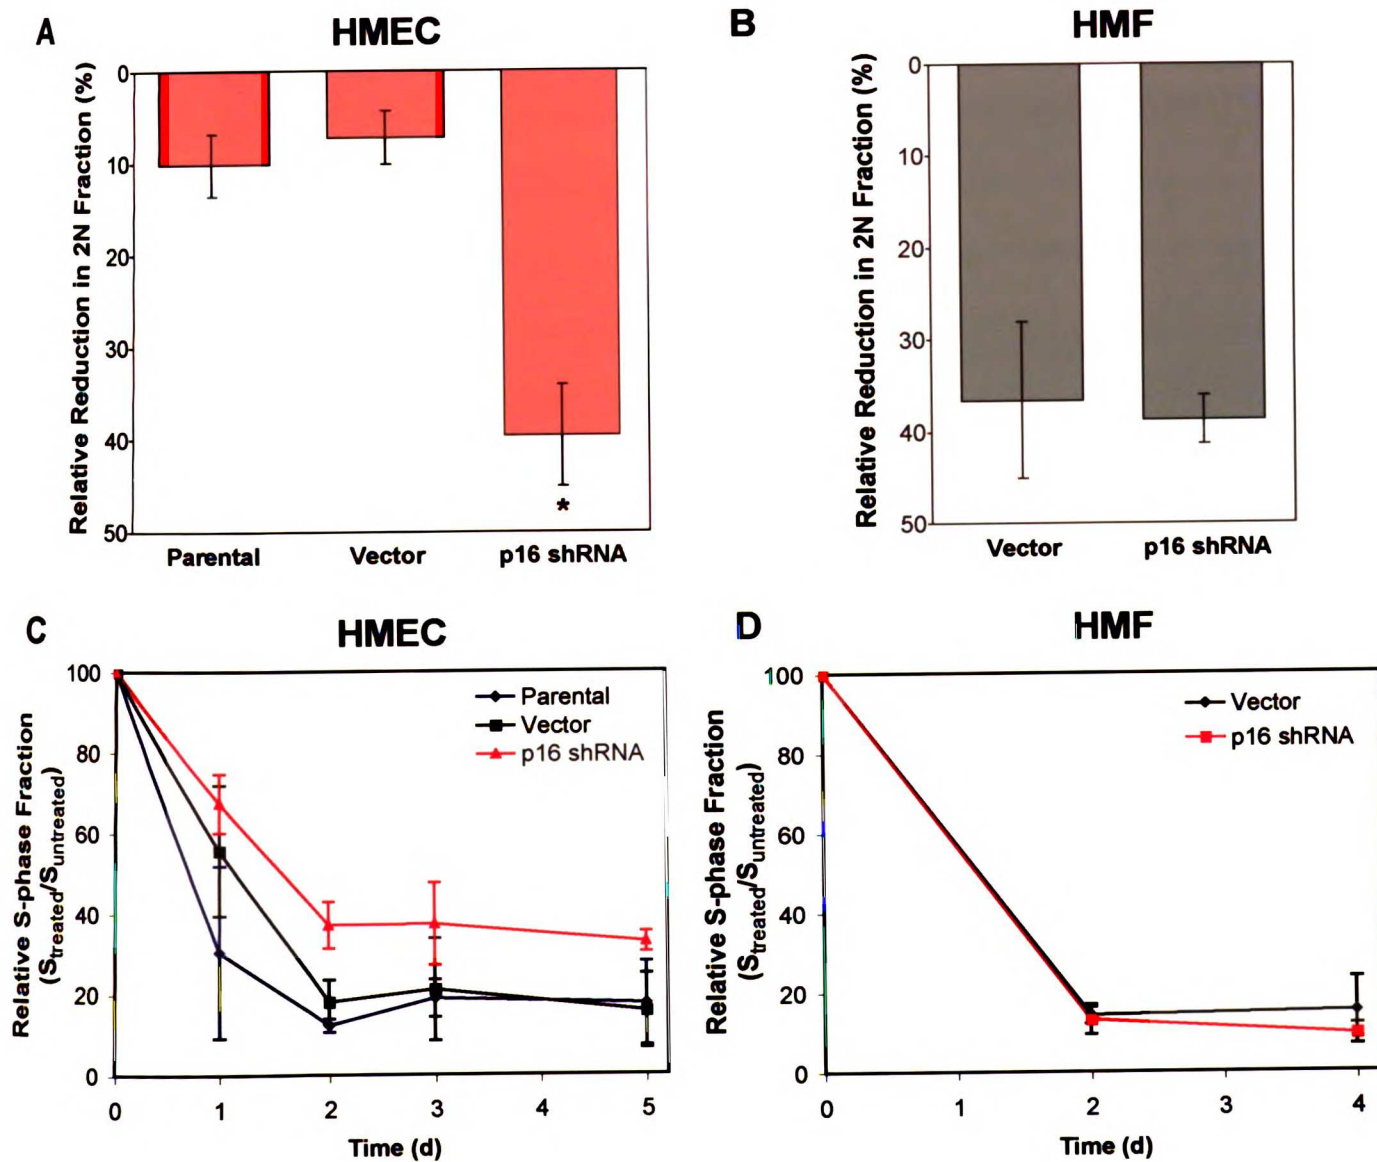 A
HMEC
Relative Reduction in 2N Fraction (%)
0
10
20
30
40
50
*
Parental
Vector
p16 shRNA
B
HMF
Relative Reduction in 2N Fraction (%)
0
10
20
30
40
50
Vector
p16 shRNA
C
HMEC
Relative S-phase Fraction
(Streated/Suntreated)
100
80
60
40
20
0
Parental
Vector
p16 shRNA
0 1 2 3 4 5
Time (d)
D
HMF
Relative S-phase Fraction
(Streated/Suntreated)
100
80
60
40
20
0
Vector
p16 shRNA
0 1 2 3 4
Time (d)